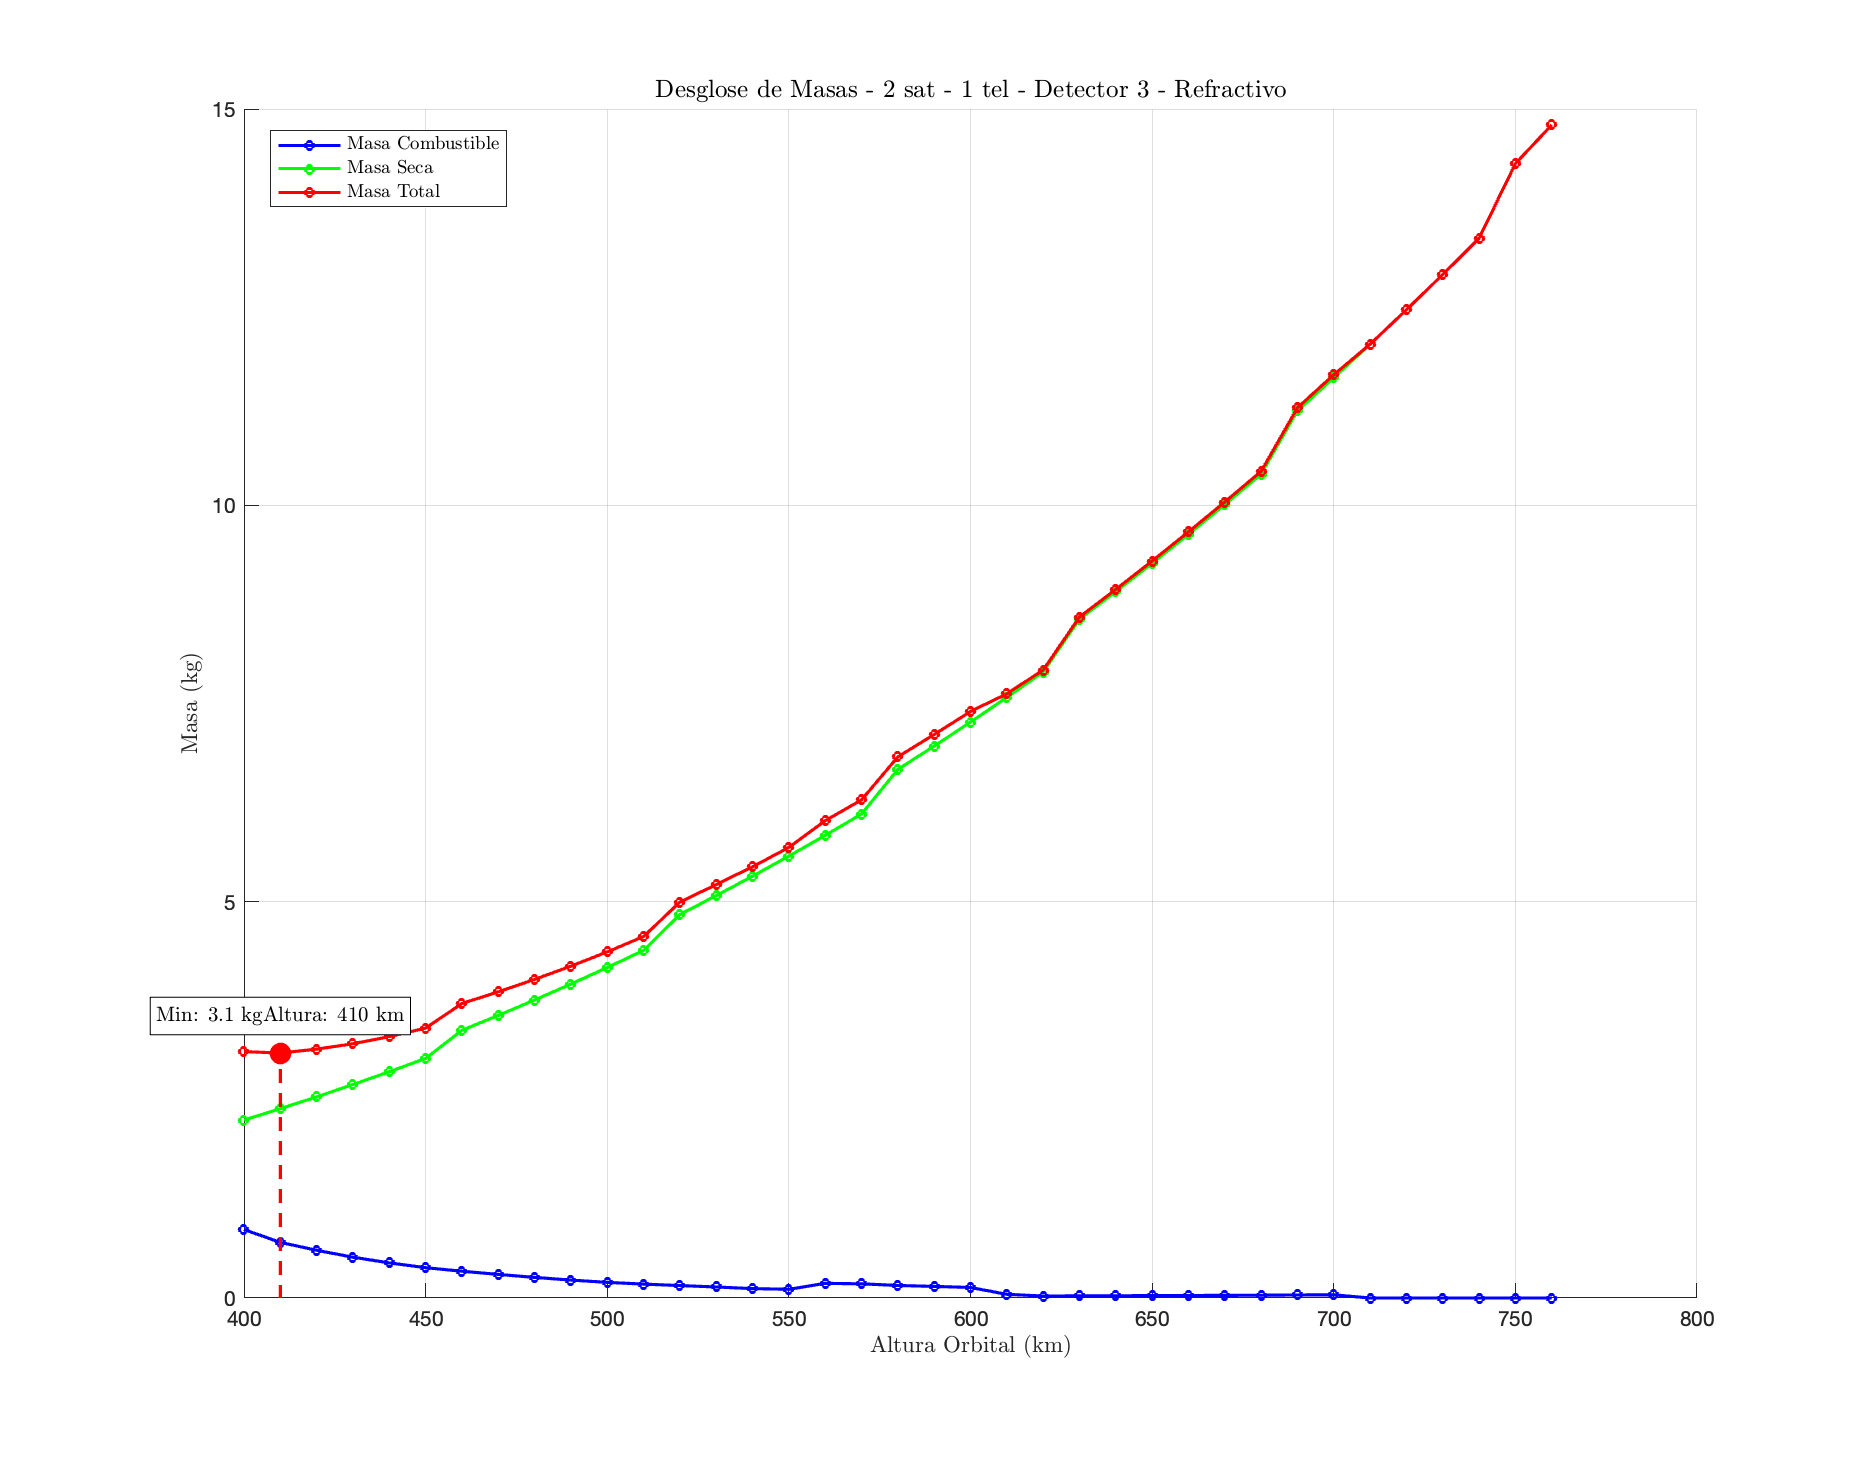 Desglose de Masas - 2 sat - 1 tel - Detector 3 - Refractivo
15
Masa Combustible
Masa Seca
Masa Total
10
Masa (kg)
5
Min: 3.1 kgAltura: 410 km
0
400 450 500 550 600 650 700 750 800
Altura Orbital (km)